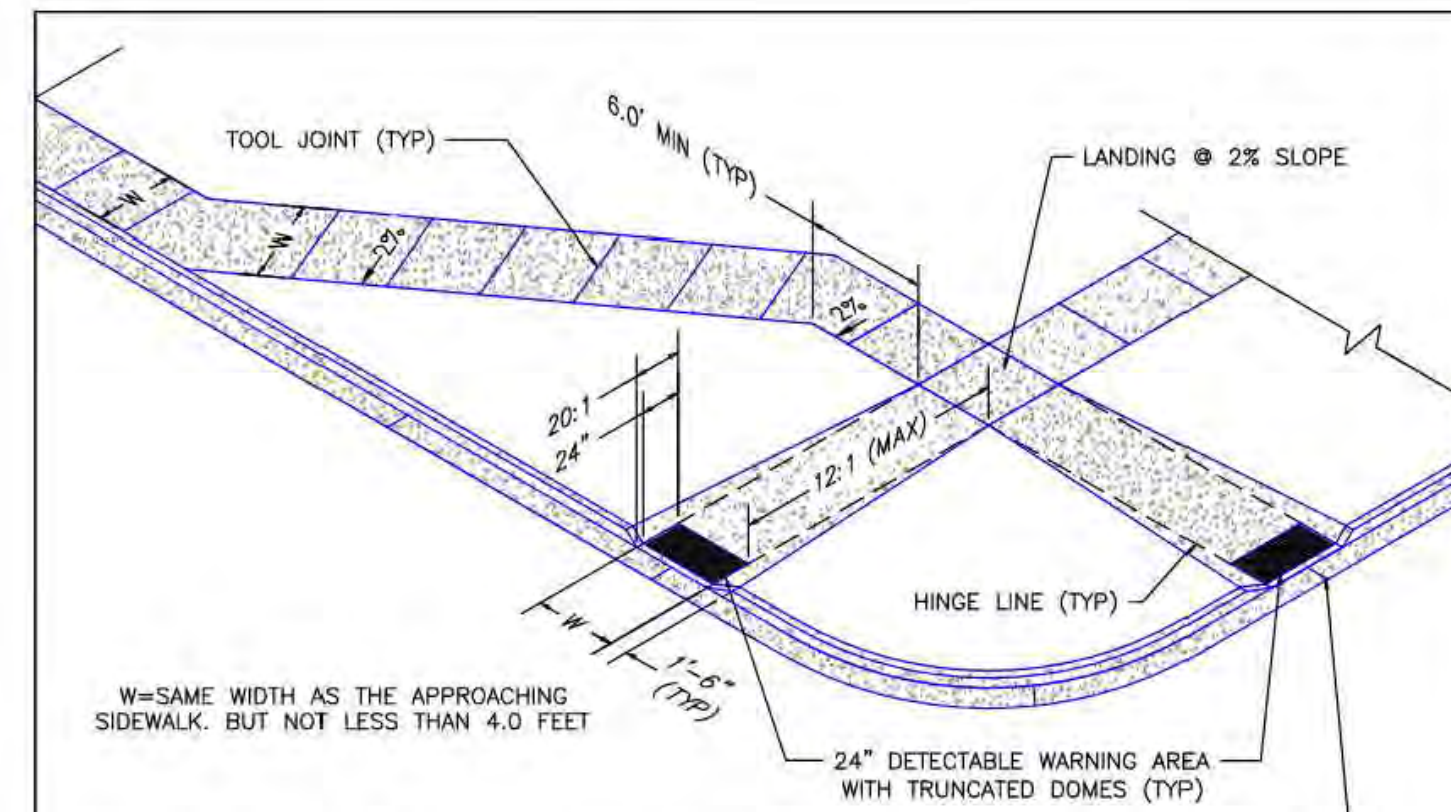 6.0' MIN (TYP)
TOOL JOINT (TYP)
LANDING @ 2% SLOPE
W
W
2%
2%
20:1
24"
12:1 (MAX)
HINGE LINE (TYP)
W
1'-6"
(TYP)
W=SAME WIDTH AS THE APPROACHING
SIDEWALK. BUT NOT LESS THAN 4.0 FEET
24" DETECTABLE WARNING AREA
WITH TRUNCATED DOMES (TYP)